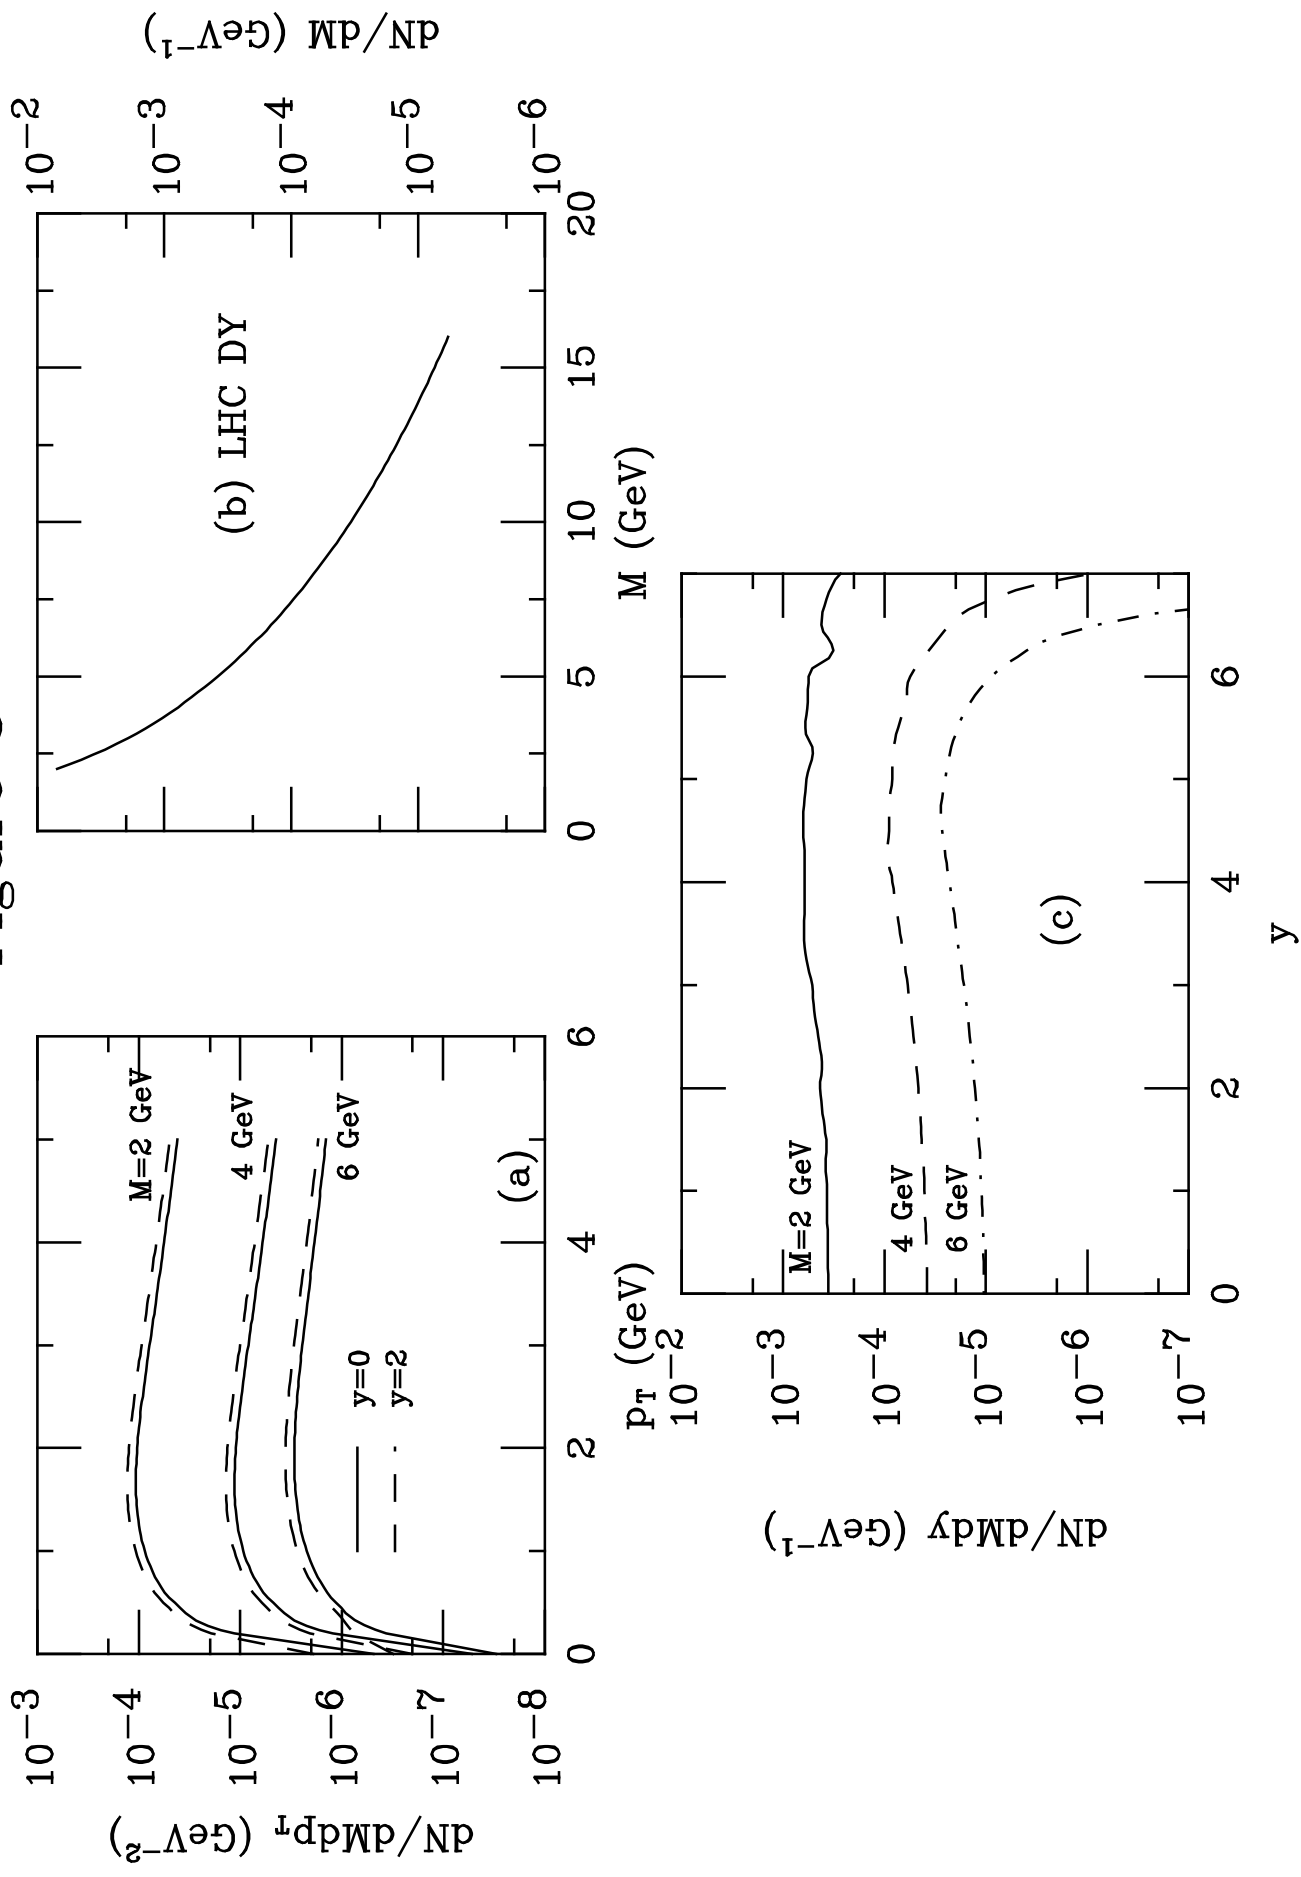 Figure
dN/dMdpT (GeV−2)
10−3
10−4
10−5
10−6
10−7
10−8
M=2 GeV
4 GeV
6 GeV
y=0
y=2
(a)
0 2 4 6
pT (GeV)
(b) LHC DY
10−2
10−3
10−4
10−5
10−6
dN/dM (GeV−1)
0 5 10 15 20
M (GeV)
dN/dMdy (GeV−1)
10−2
10−3
10−4
10−5
10−6
10−7
M=2 GeV
4 GeV
6 GeV
(c)
0 2 4 6
y